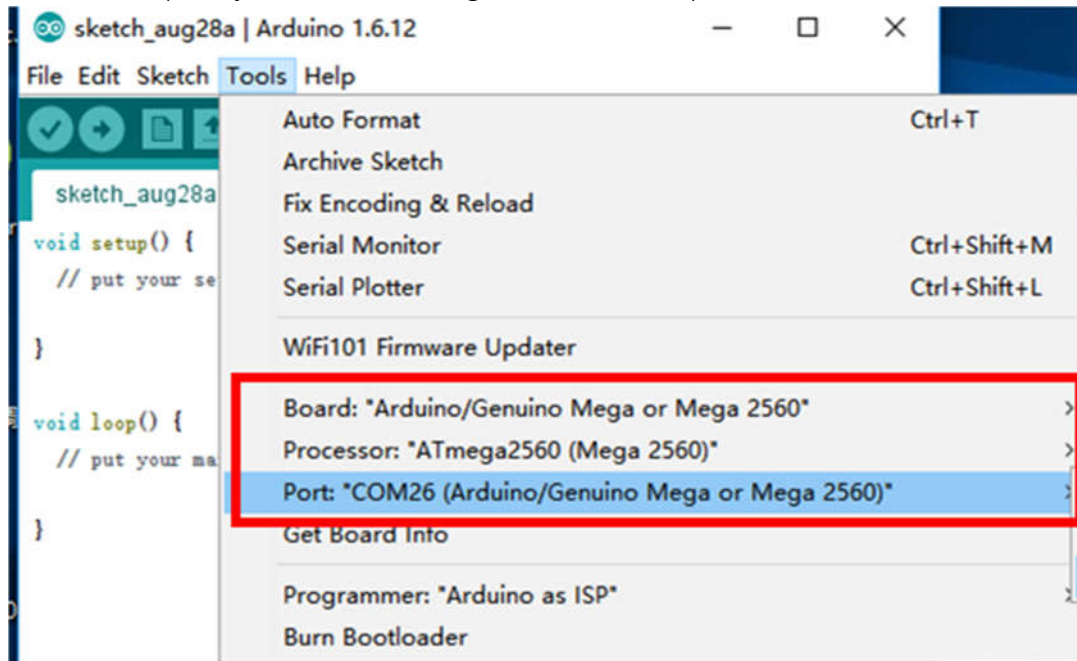 sketch_aug28a | Arduino 1.6.12
File Edit Sketch Tools Help
Auto Format Ctrl+T
Archive Sketch
sketch_aug28a
Fix Encoding & Reload
void setup() {
Serial Monitor Ctrl+Shift+M
// put your se
Serial Plotter Ctrl+Shift+L
}
WiFi101 Firmware Updater
void loop() {
Board: "Arduino/Genuino Mega or Mega 2560"
// put your ma
Processor: "ATmega2560 (Mega 2560)"
Port: "COM26 (Arduino/Genuino Mega or Mega 2560)"
}
Get Board Info
Programmer: "Arduino as ISP"
Burn Bootloader